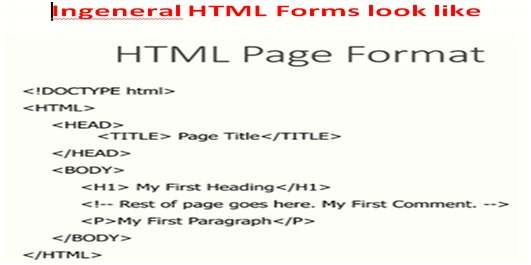 Ingeneral HTML Forms look like
HTML Page Format
<!DOCTYPE html>
<HTML>
<HEAD>
<TITLE> Page Title</TITLE>
</HEAD>
<BODY>
<H1> My First Heading</H1>
<!-- Rest of page goes here. My First Comment. -->
<P>My First Paragraph</P>
</BODY>
</HTML>